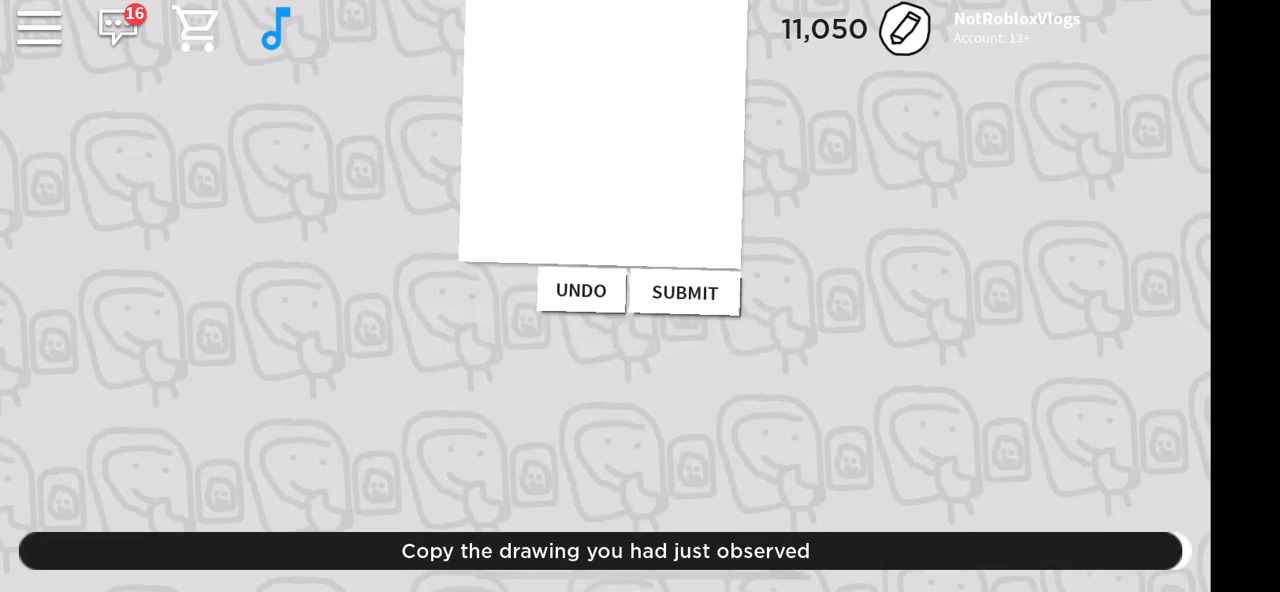 16
11,050
NotRobloxVlogs
Account: 13+
UNDO
SUBMIT
Copy the drawing you had just observed